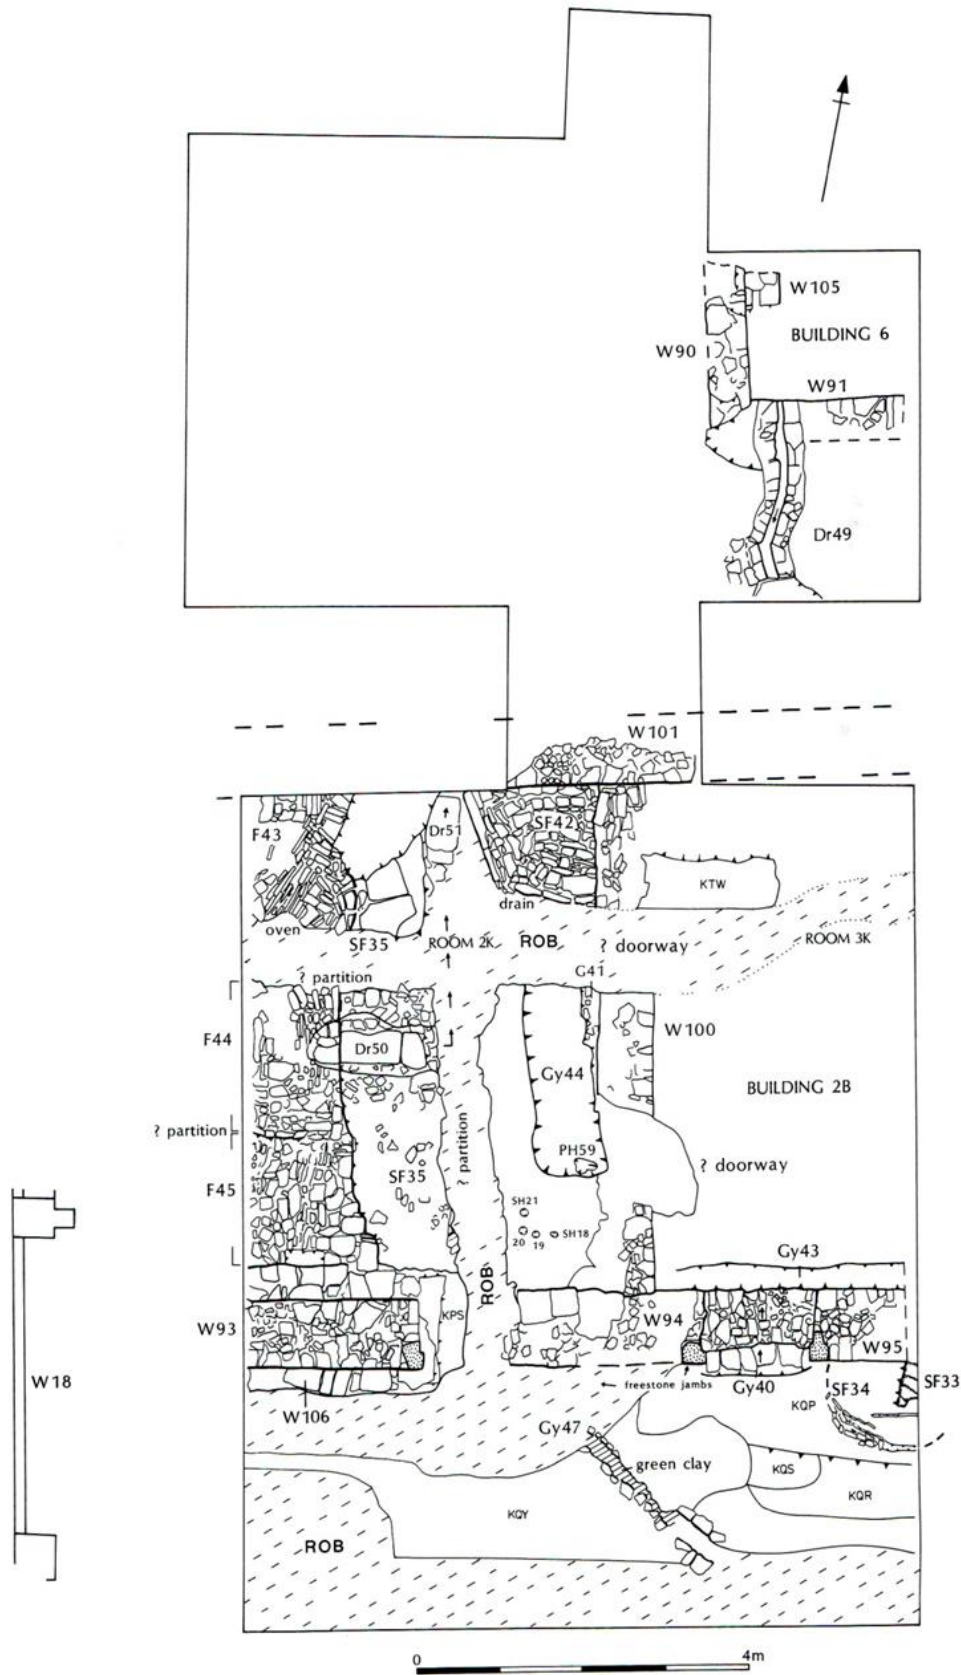 W105
BUILDING 6
W90
W91
Dr49
W101
F43
Dr51
SF42
KTW
oven
drain
SF35
ROOM 2K
ROB
? doorway
ROOM 3K
? partition
G41
F44
Dr50
W100
Gy44
BUILDING 2B
? partition
? partition
PH59
? doorway
SF35
F45
SH21
20
19
SH18
Gy43
ROB
KPS
W93
W94
W95
W18
freestone jambs
Gy40
SF34
SF33
W106
KQP
Gy47
green clay
KQS
KQR
KQY
ROB
0
4m